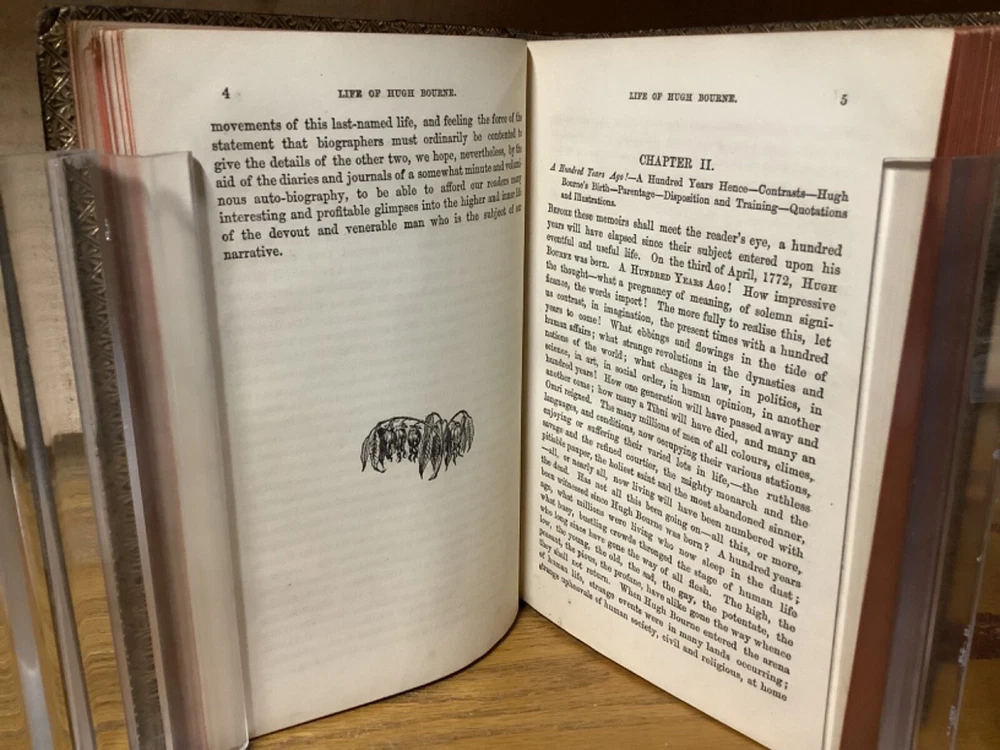 4 LIFE OF HUGH BOURNE.
movements of this last-named life, and feeling the force of the
statement that biographers must ordinarily be contented to
give the details of the other two, we hope, nevertheless, by the
aid of the diaries and journals of a somewhat minute and volumi-
nous auto-biography, to be able to afford our readers many
interesting and profitable glimpses into the higher and inner life
of the devout and venerable man who is the subject of our
narrative.
LIFE OF HUGH BOURNE. 5
CHAPTER II.
A Hundred Years Ago!—A Hundred Years Hence—Contrasts—Hugh
Bourne's Birth—Parentage—Disposition and Training—Quotations
and Illustrations.
BEFORE these memoirs shall meet the reader's eye, a hundred
years will have elapsed since their subject entered upon his
eventful and useful life. On the third of April, 1772, HUGH
BOURNE was born. A HUNDRED YEARS AGO! How impressive
the thought—what a pregnancy of meaning, of solemn signi-
ficance, the words import! The more fully to realise this, let
us contrast, in imagination, the present times with a hundred
years to come! What ebbings and flowings in the tide of
human affairs; what strange revolutions in the dynasties and
nations of the world; what changes in law, in politics, in
science, in art, in social order, in human opinion, in another
hundred years! How one generation will have passed away and
another come; how many a Tibni will have died, and many an
Omri reigned. The many millions of men of all colours, climes,
languages, and conditions, now occupying their various stations,
enjoying or suffering their varied lots in life,—the ruthless
savage and the refined courtier, the mighty monarch and the
pitiable pauper, the holiest saint and the most abandoned sinner,
—all, or nearly all, now living will have been numbered with
the dead. Has not all this been going on—all this, or more,
been witnessed since Hugh Bourne was born? A hundred years
ago, what millions were living who now sleep in the dust;
what busy, bustling crowds thronged the stage of human life
who long since have gone the way of all flesh. The high, the
low, the young, the old, the sad, the gay, the potentate, the
peasant, the pious, the profane, have alike gone the way whence
they shall not return. When Hugh Bourne entered the arena
of human life, strange events were in many lands occurring;
strange upheavals of human society, civil and religious, at home